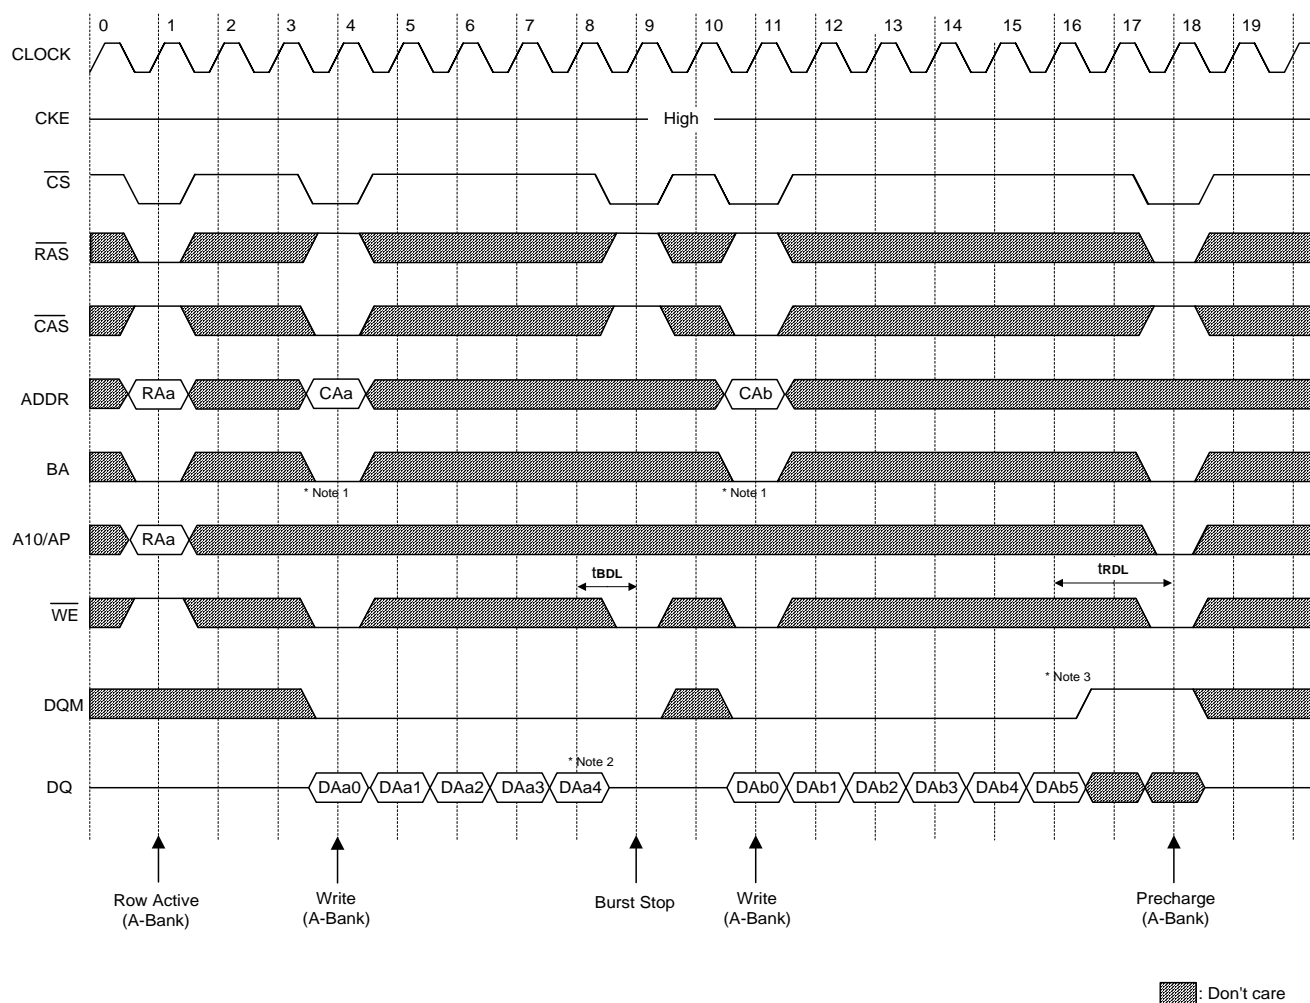 0 1 2 3 4 5 6 7 8 9 10 11 12 13 14 15 16 17 18 19
CLOCK
CKE High
CS
RAS
CAS
ADDR RAa CAa CAb
BA
* Note 1 * Note 1
A10/AP RAa
tBDL tRDL
WE
* Note 3
DQM
* Note 2
DQ DAa0 DAa1 DAa2 DAa3 DAa4 DAb0 DAb1 DAb2 DAb3 DAb4 DAb5
Row Active Write Burst Stop Write Precharge
(A-Bank) (A-Bank) (A-Bank) (A-Bank)
: Don't care